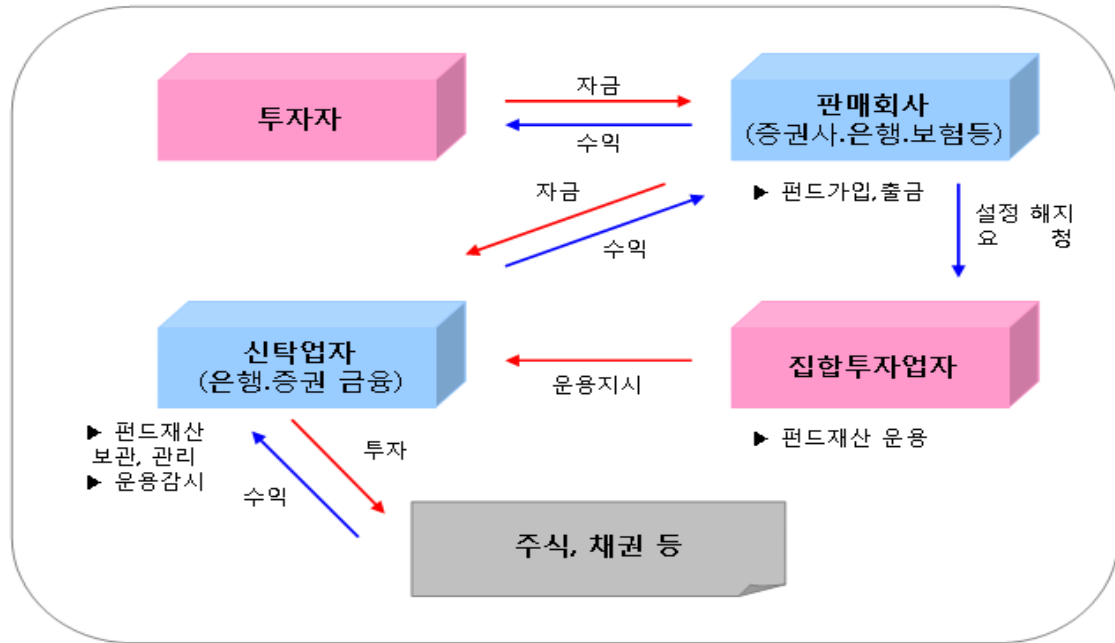 투자자
자금
수익
판매회사
(증권사.은행.보험등)
▶ 펀드가입,출금
자금
수익
설정 해지
요 청
신탁업자
(은행.증권 금융)
운용지시
집합투자업자
▶ 펀드재산
보관, 관리
▶ 운용감시
▶ 펀드재산 운용
투자
수익
주식, 채권 등